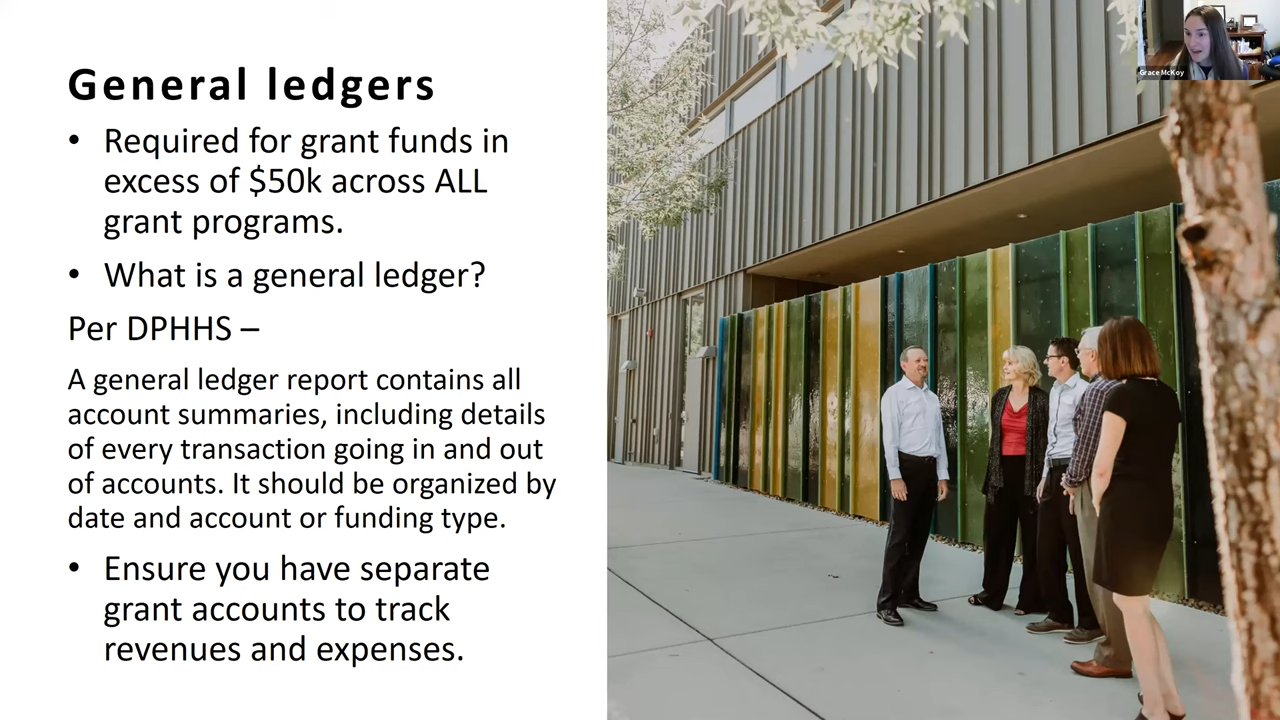 General ledgers
• Required for grant funds in
excess of $50k across ALL
grant programs.
• What is a general ledger?
Per DPHHS –
A general ledger report contains all
account summaries, including details
of every transaction going in and out
of accounts. It should be organized by
date and account or funding type.
• Ensure you have separate
grant accounts to track
revenues and expenses.
Grace McKoy